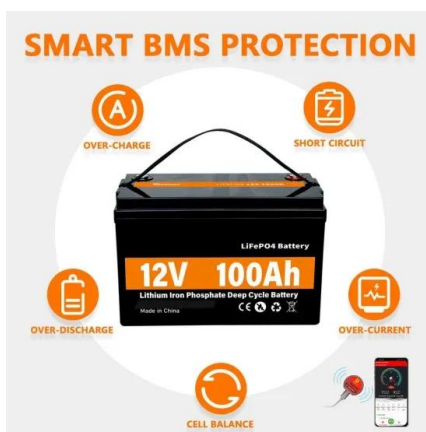 SMART BMS PROTECTION
A
OVER-CHARGE
SHORT CIRCUIT
LiFePO4 Battery
12V 100Ah
Lithium Iron Phosphate Deep Cycle Battery
Made in China
CE
OVER-DISCHARGE
OVER-CURRENT
CELL BALANCE